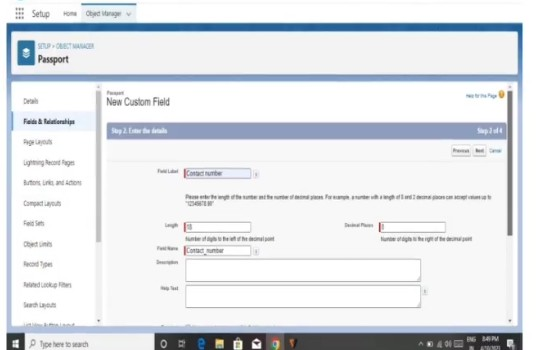 Setup Home Object Manager
SETUP > OBJECT MANAGER
Passport
Details
Fields & Relationships
Page Layouts
Lightning Record Pages
Buttons, Links, and Actions
Compact Layouts
Field Sets
Object Limits
Record Types
Related Lookup Filters
Search Layouts
Passport
New Custom Field
Help for this Page
Step 2. Enter the details
Step 2 of 4
Previous Next Cancel
Field Label Contact number
Please enter the length of the number and the number of decimal places. For example, a number with a length of 8 and 2 decimal places can accept values up to
"12345678.90".
Length Decimal Places
Number of digits to the left of the decimal point Number of digits to the right of the decimal point
Field Name Contact_number
Description
Help Text
Type here to search
ENG
IN
8:49 PM